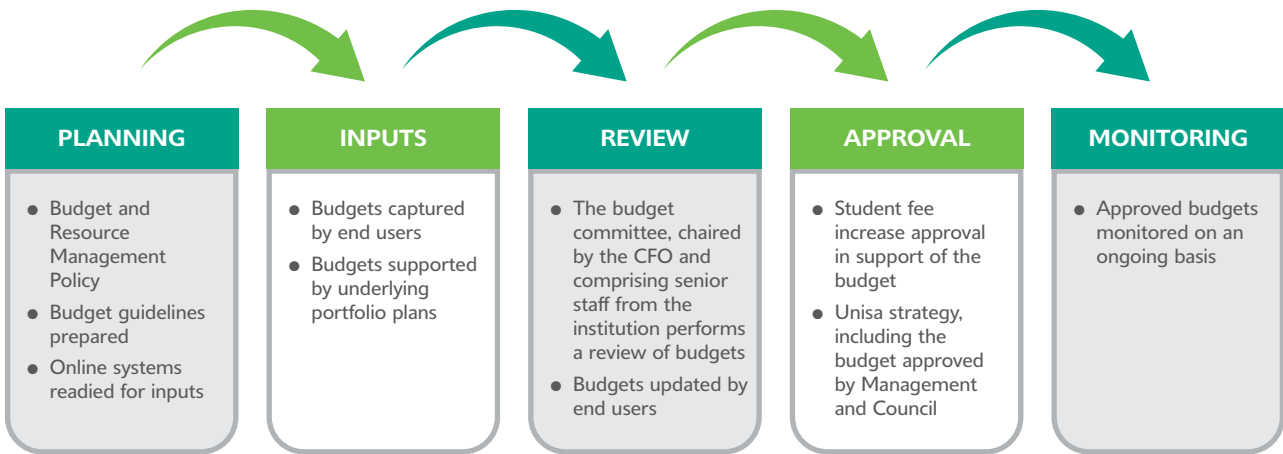 PLANNING
● Budget and
Resource
Management
Policy
● Budget guidelines
prepared
● Online systems
readied for inputs
INPUTS
● Budgets captured
by end users
● Budgets supported
by underlying
portfolio plans
REVIEW
● The budget
committee, chaired
by the CFO and
comprising senior
staff from the
institution performs
a review of budgets
● Budgets updated by
end users
APPROVAL
● Student fee
increase approval
in support of the
budget
● Unisa strategy,
including the
budget approved
by Management
and Council
MONITORING
● Approved budgets
monitored on an
ongoing basis